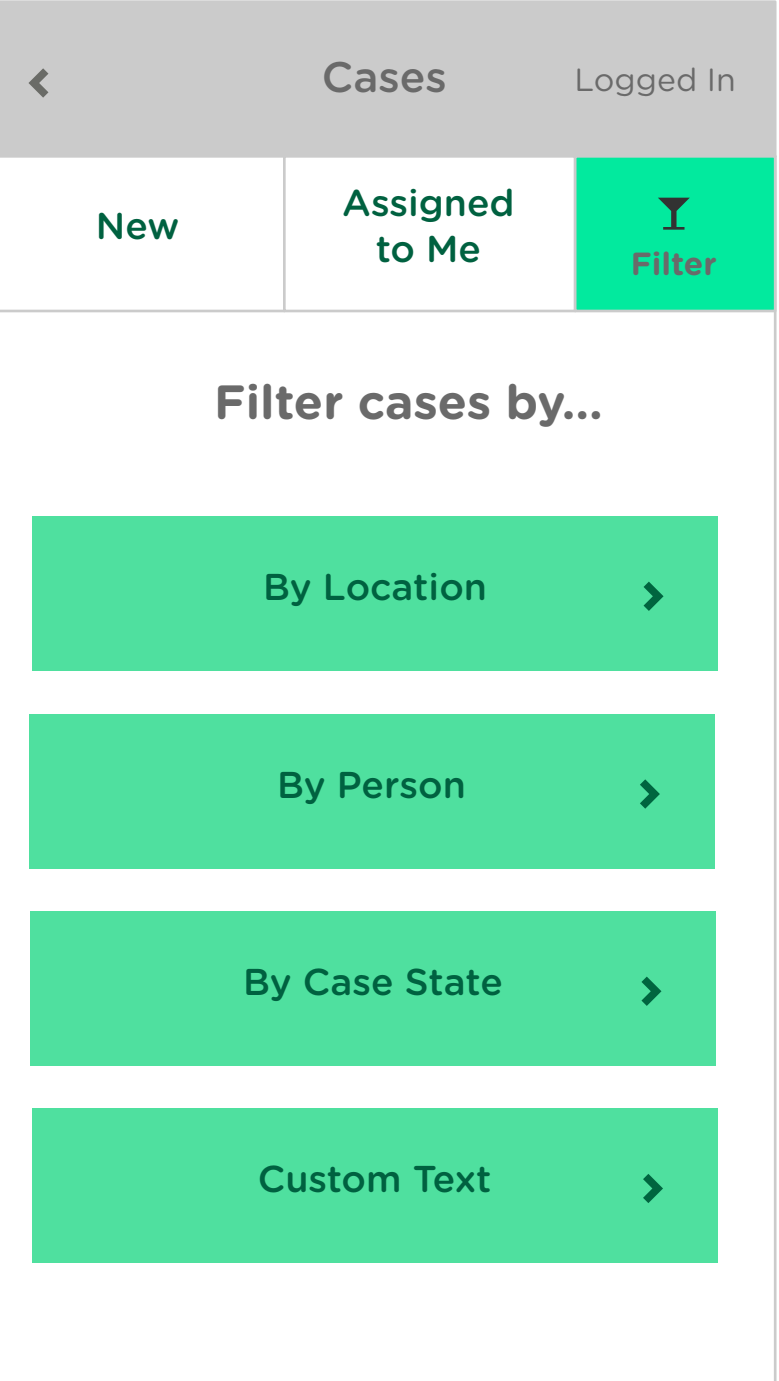 Cases
Logged In
New
Assigned
to Me
Filter
Filter cases by...
By Location
By Person
By Case State
Custom Text